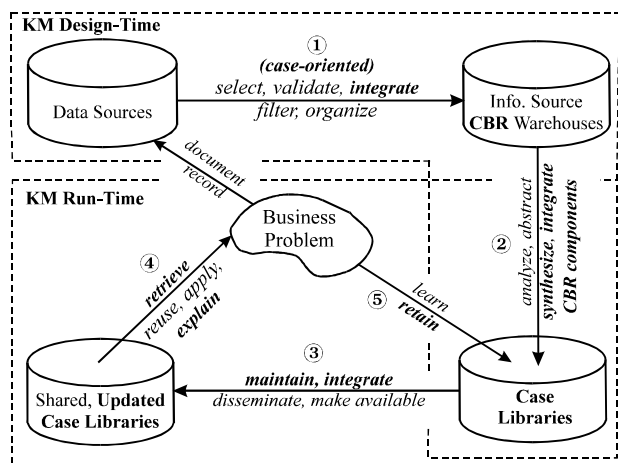 KM Design-Time
①
(case-oriented)
select, validate, integrate
filter, organize
Data Sources
Info. Source
CBR Warehouses
document
record
KM Run-Time
Business
Problem
②
analyze, abstract
synthesize, integrate
CBR components
④
retrieve
reuse, apply,
explain
⑤
learn
retain
③
maintain, integrate
disseminate, make available
Shared, Updated
Case Libraries
Case
Libraries